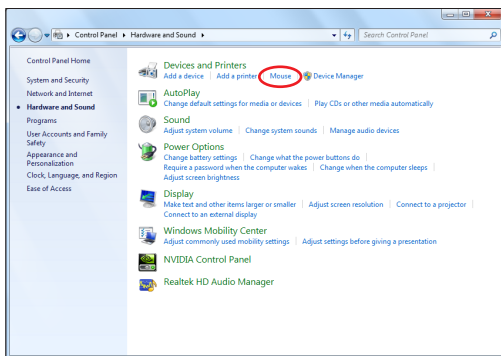 Control Panel ▸ Hardware and Sound ▸
Search Control Panel
Control Panel Home
System and Security
Network and Internet
Hardware and Sound
Programs
User Accounts and Family
Safety
Appearance and
Personalization
Clock, Language, and Region
Ease of Access
Devices and Printers
Add a device | Add a printer | Mouse | Device Manager
AutoPlay
Change default settings for media or devices | Play CDs or other media automatically
Sound
Adjust system volume | Change system sounds | Manage audio devices
Power Options
Change battery settings | Change what the power buttons do |
Require a password when the computer wakes | Change when the computer sleeps |
Adjust screen brightness
Display
Make text and other items larger or smaller | Adjust screen resolution | Connect to a projector |
Connect to an external display
Windows Mobility Center
Adjust commonly used mobility settings | Adjust settings before giving a presentation
NVIDIA Control Panel
Realtek HD Audio Manager